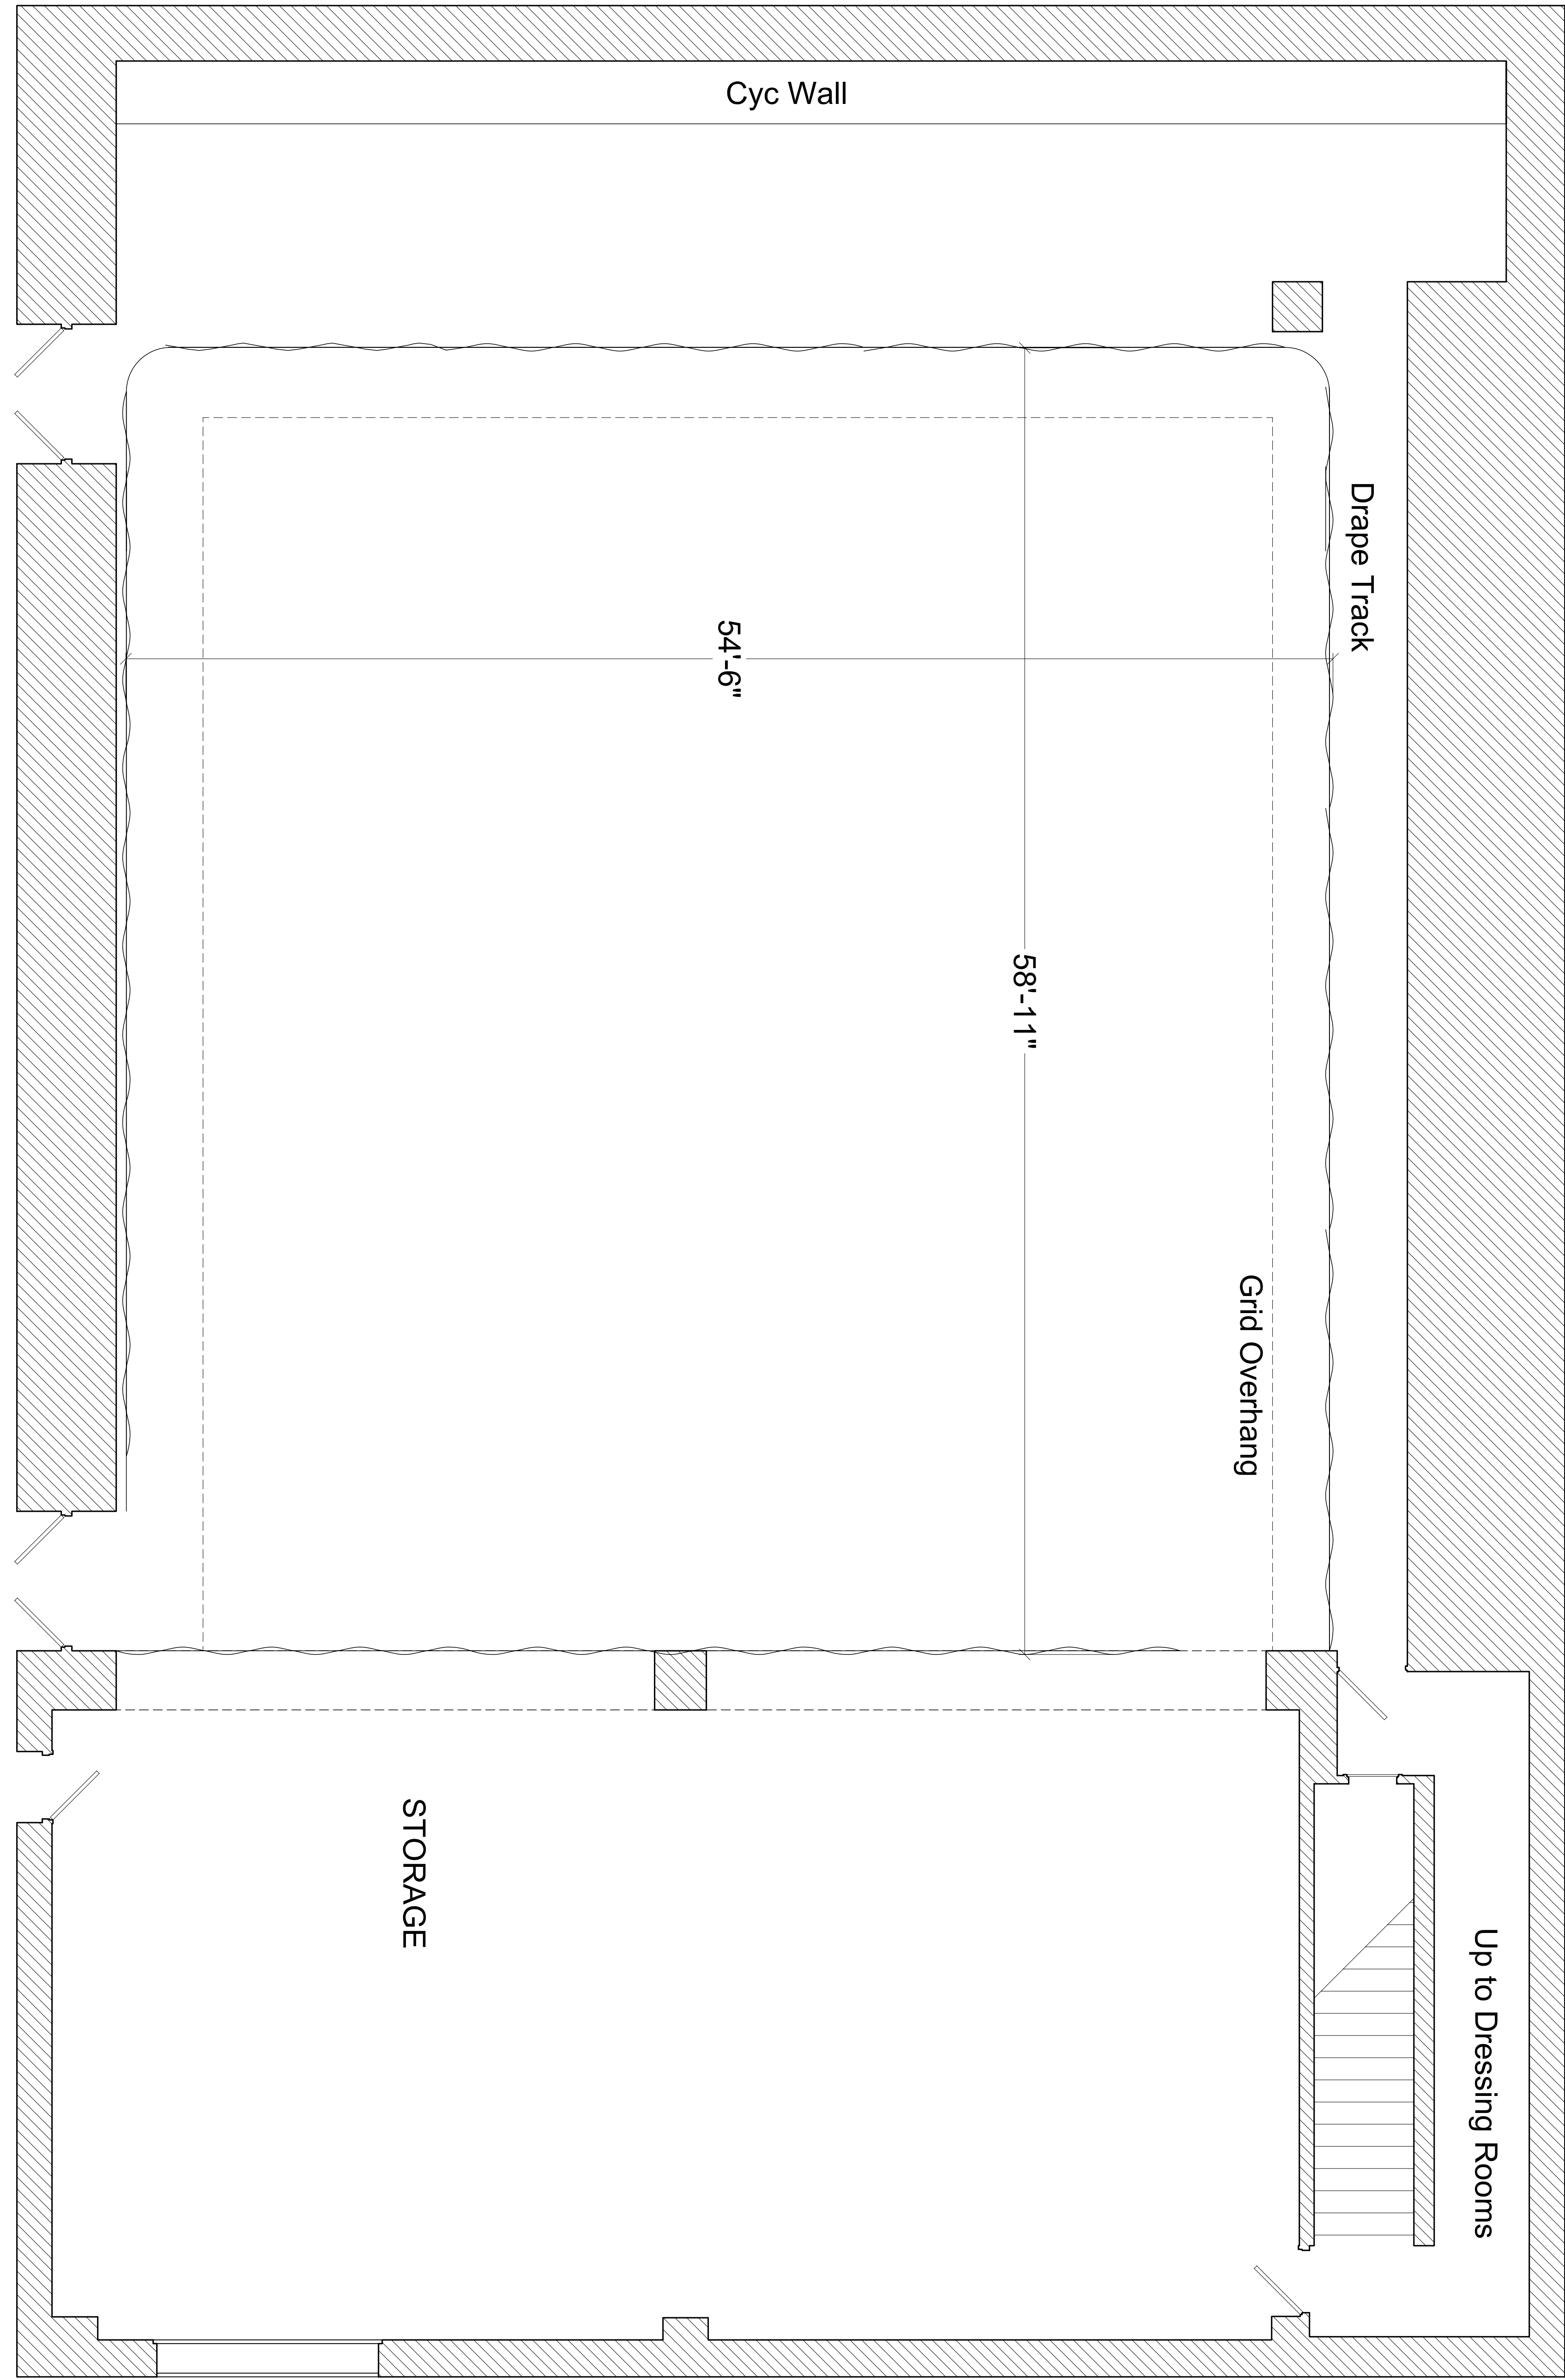 Cyc Wall
Drape Track
54'-6"
58'-11"
Grid Overhang
STORAGE
Up to Dressing Rooms